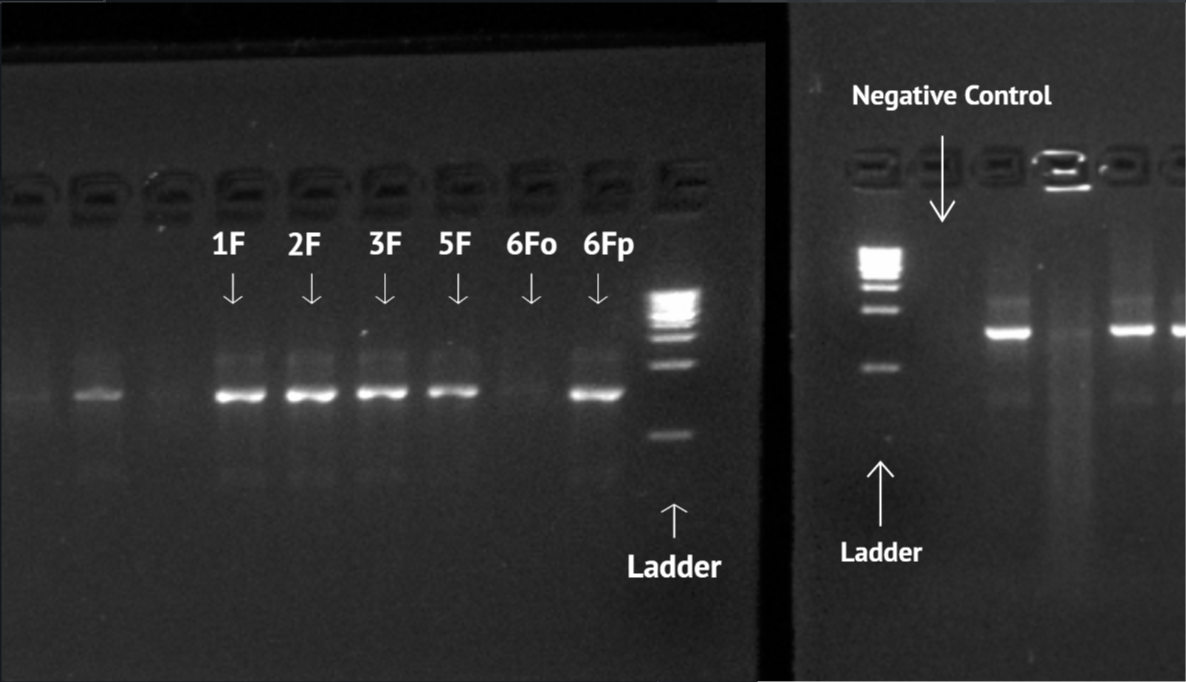 Negative Control
1F
2F
3F
5F
6Fo
6Fp
Ladder
Ladder